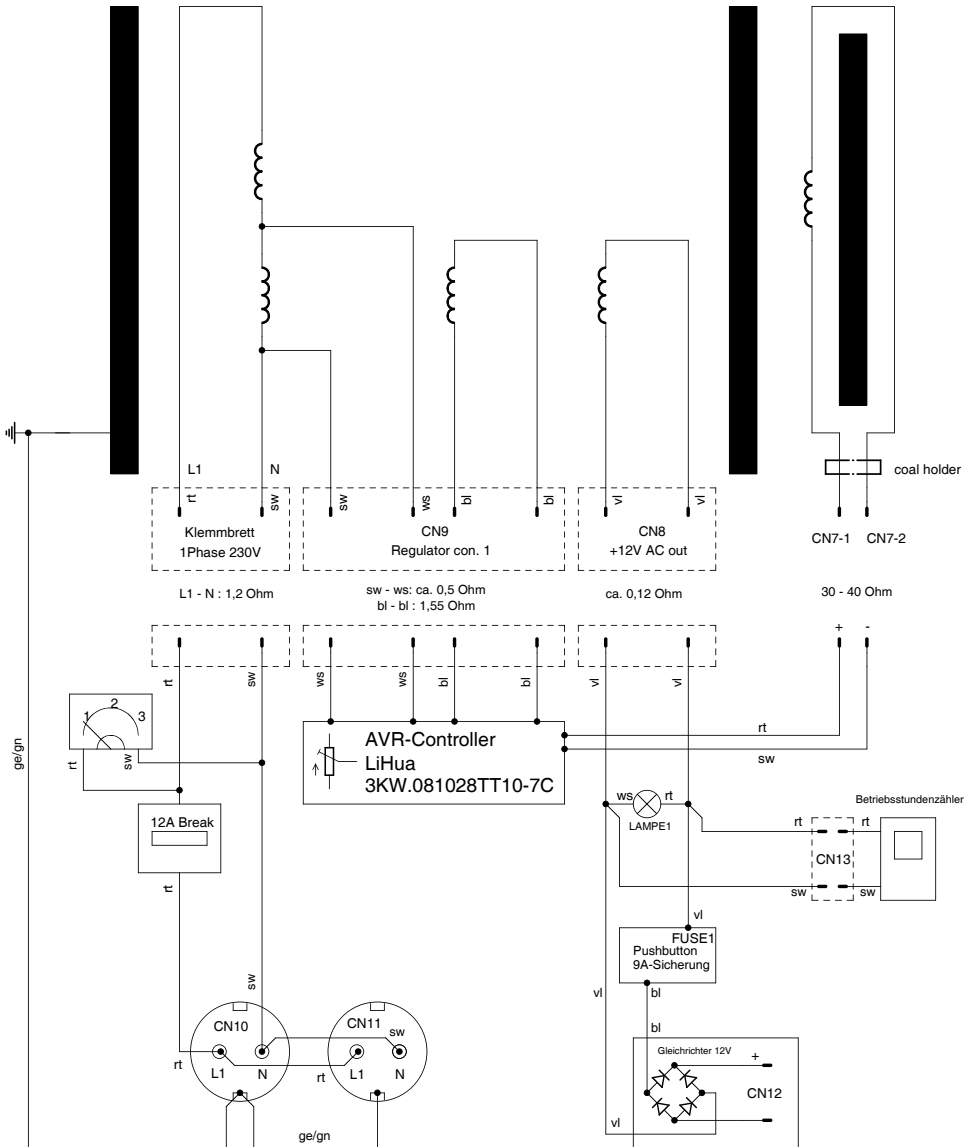 L1
N
rt
sw
sw
ws
bl
bl
vl
vl
coal holder
Klemmbrett
1Phase 230V
CN9
Regulator con. 1
CN8
+12V AC out
CN7-1
CN7-2
L1 - N : 1,2 Ohm
sw - ws: ca. 0,5 Ohm
bl - bl : 1,55 Ohm
ca. 0,12 Ohm
30 - 40 Ohm
+
-
rt
sw
ws
ws
bl
bl
vl
vl
1
2
3
rt
sw
ge/gn
AVR-Controller
LiHua
3KW.081028TT10-7C
rt
sw
12A Break
rt
ws
rt
LAMPE1
Betriebsstundenzähler
rt
rt
CN13
sw
sw
vl
FUSE1
Pushbutton
9A-Sicherung
sw
vl
bl
bl
CN10
CN11
sw
rt
L1
N
rt
L1
N
Gleichrichter 12V
+
CN12
vl
ge/gn